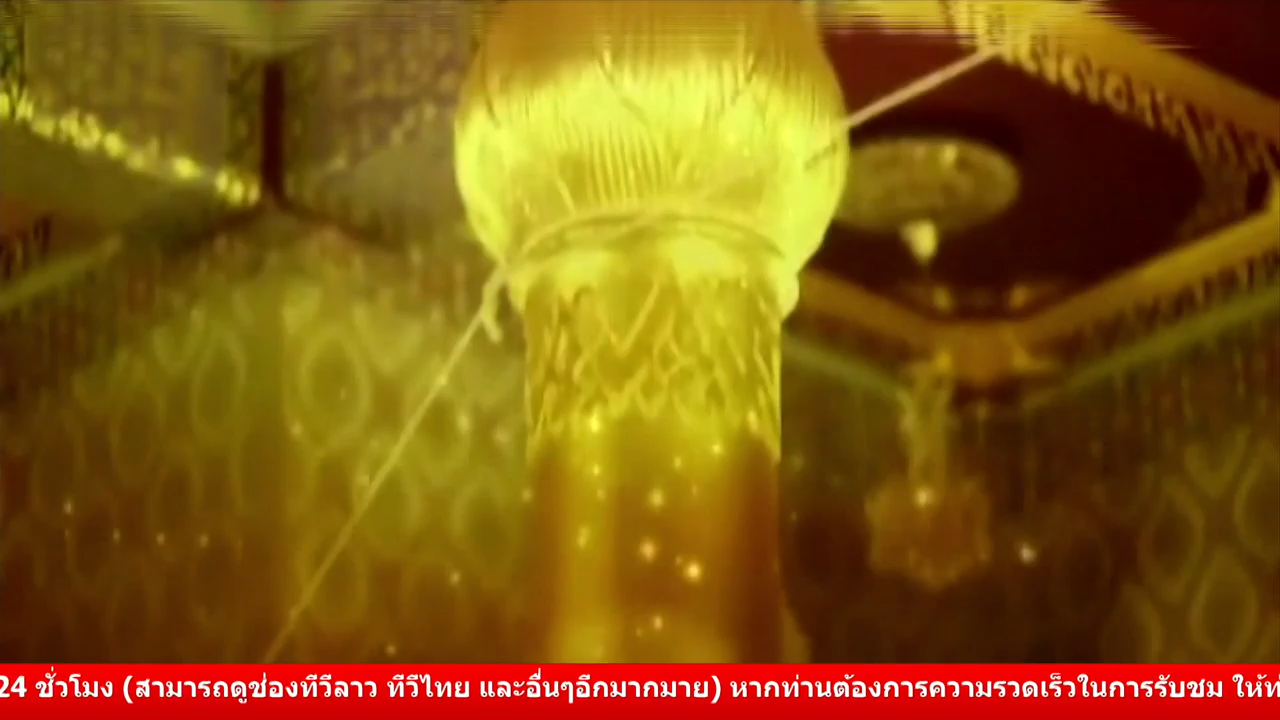 24 ชั่วโมง (สามารถดูช่องทีวีลาว ทีวีไทย และอื่นๆอีกมากมาย) หากท่านต้องการความรวดเร็วในการรับชม ให้